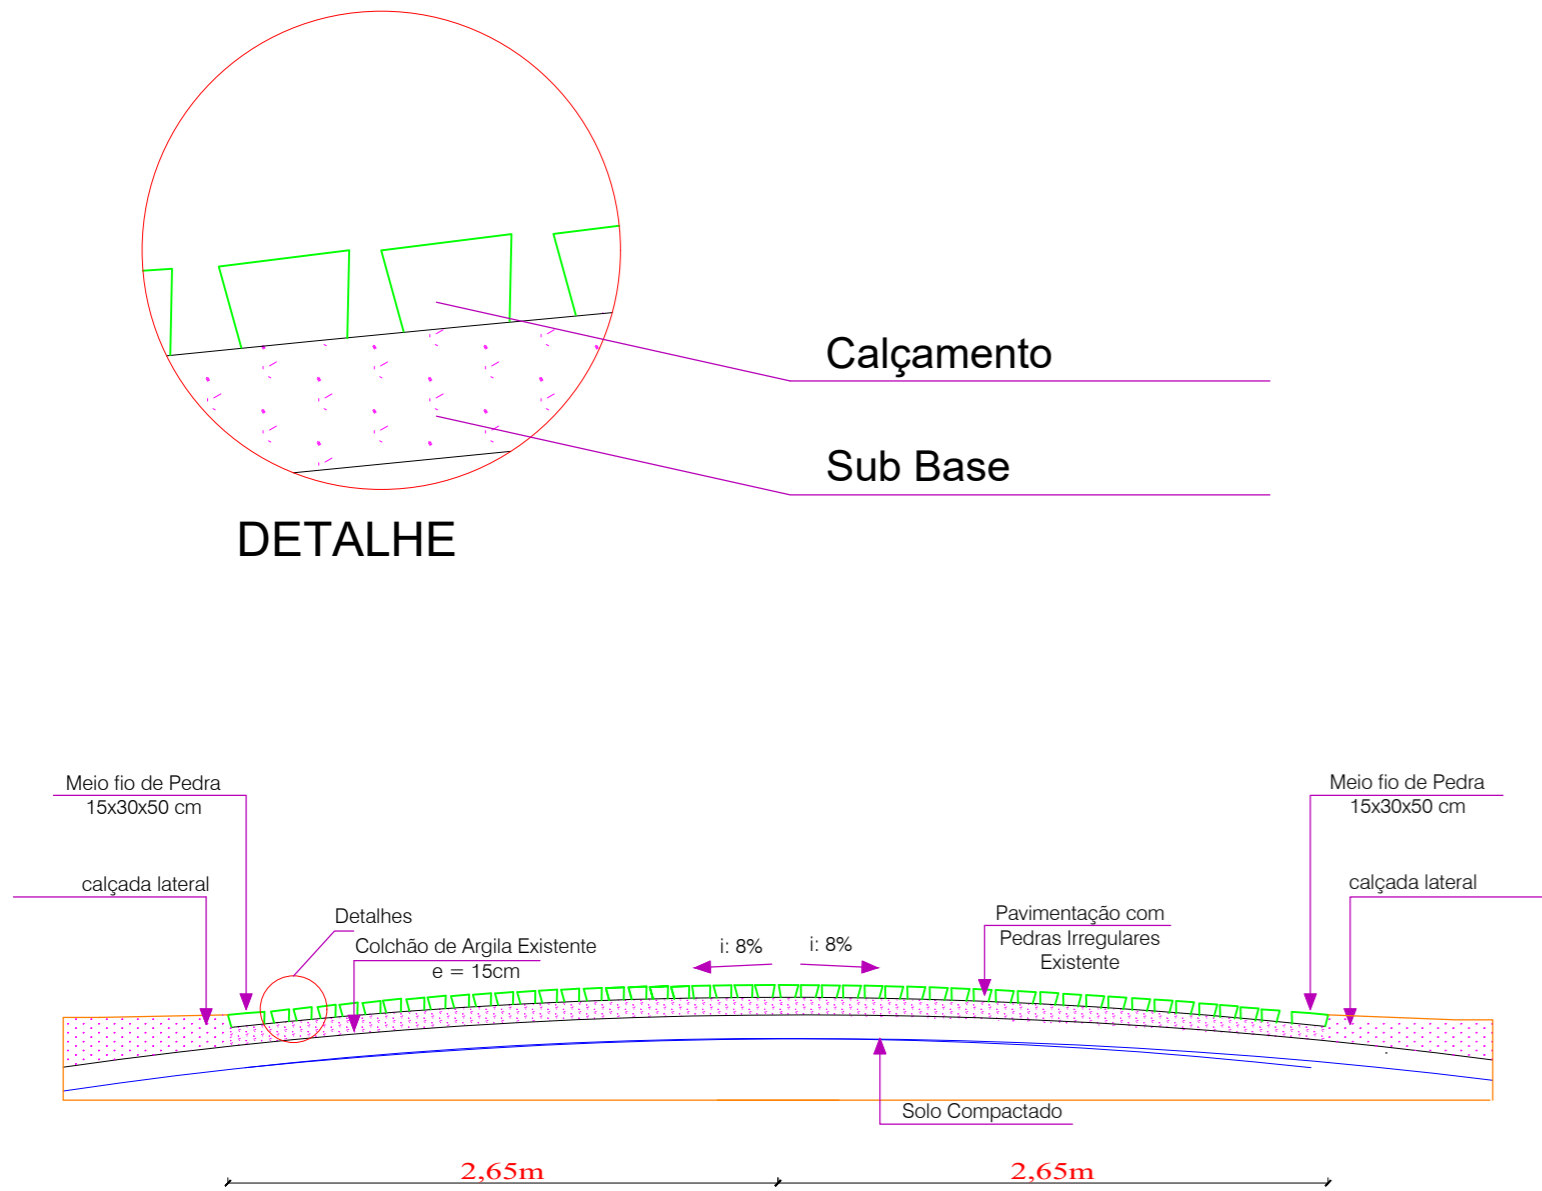 Calçamento
Sub Base
DETALHE
Meio fio de Pedra
15x30x50 cm
calçada lateral
Detalhes
Colchão de Argila Existente
e = 15cm
i: 8%
i: 8%
Pavimentação com
Pedras Irregulares
Existente
Meio fio de Pedra
15x30x50 cm
calçada lateral
Solo Compactado
2,65m
2,65m